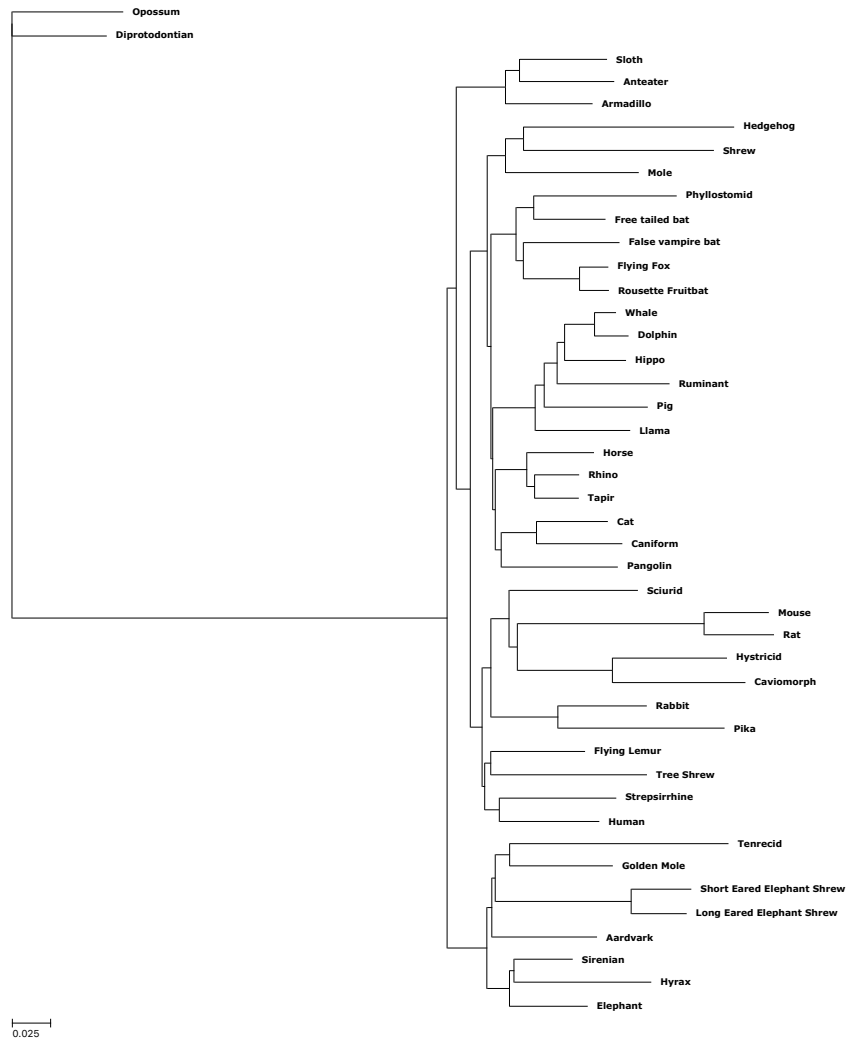 Opossum
Diprotodontian
Sloth
Anteater
Armadillo
Hedgehog
Shrew
Mole
Phyllostomid
Free tailed bat
False vampire bat
Flying Fox
Rousette Fruitbat
Whale
Dolphin
Hippo
Ruminant
Pig
Llama
Horse
Rhino
Tapir
Cat
Caniform
Pangolin
Sciurid
Mouse
Rat
Hystricid
Caviomorph
Rabbit
Pika
Flying Lemur
Tree Shrew
Strepsirrhine
Human
Tenrecid
Golden Mole
Short Eared Elephant Shrew
Long Eared Elephant Shrew
Aardvark
Sirenian
Hyrax
Elephant
0.025